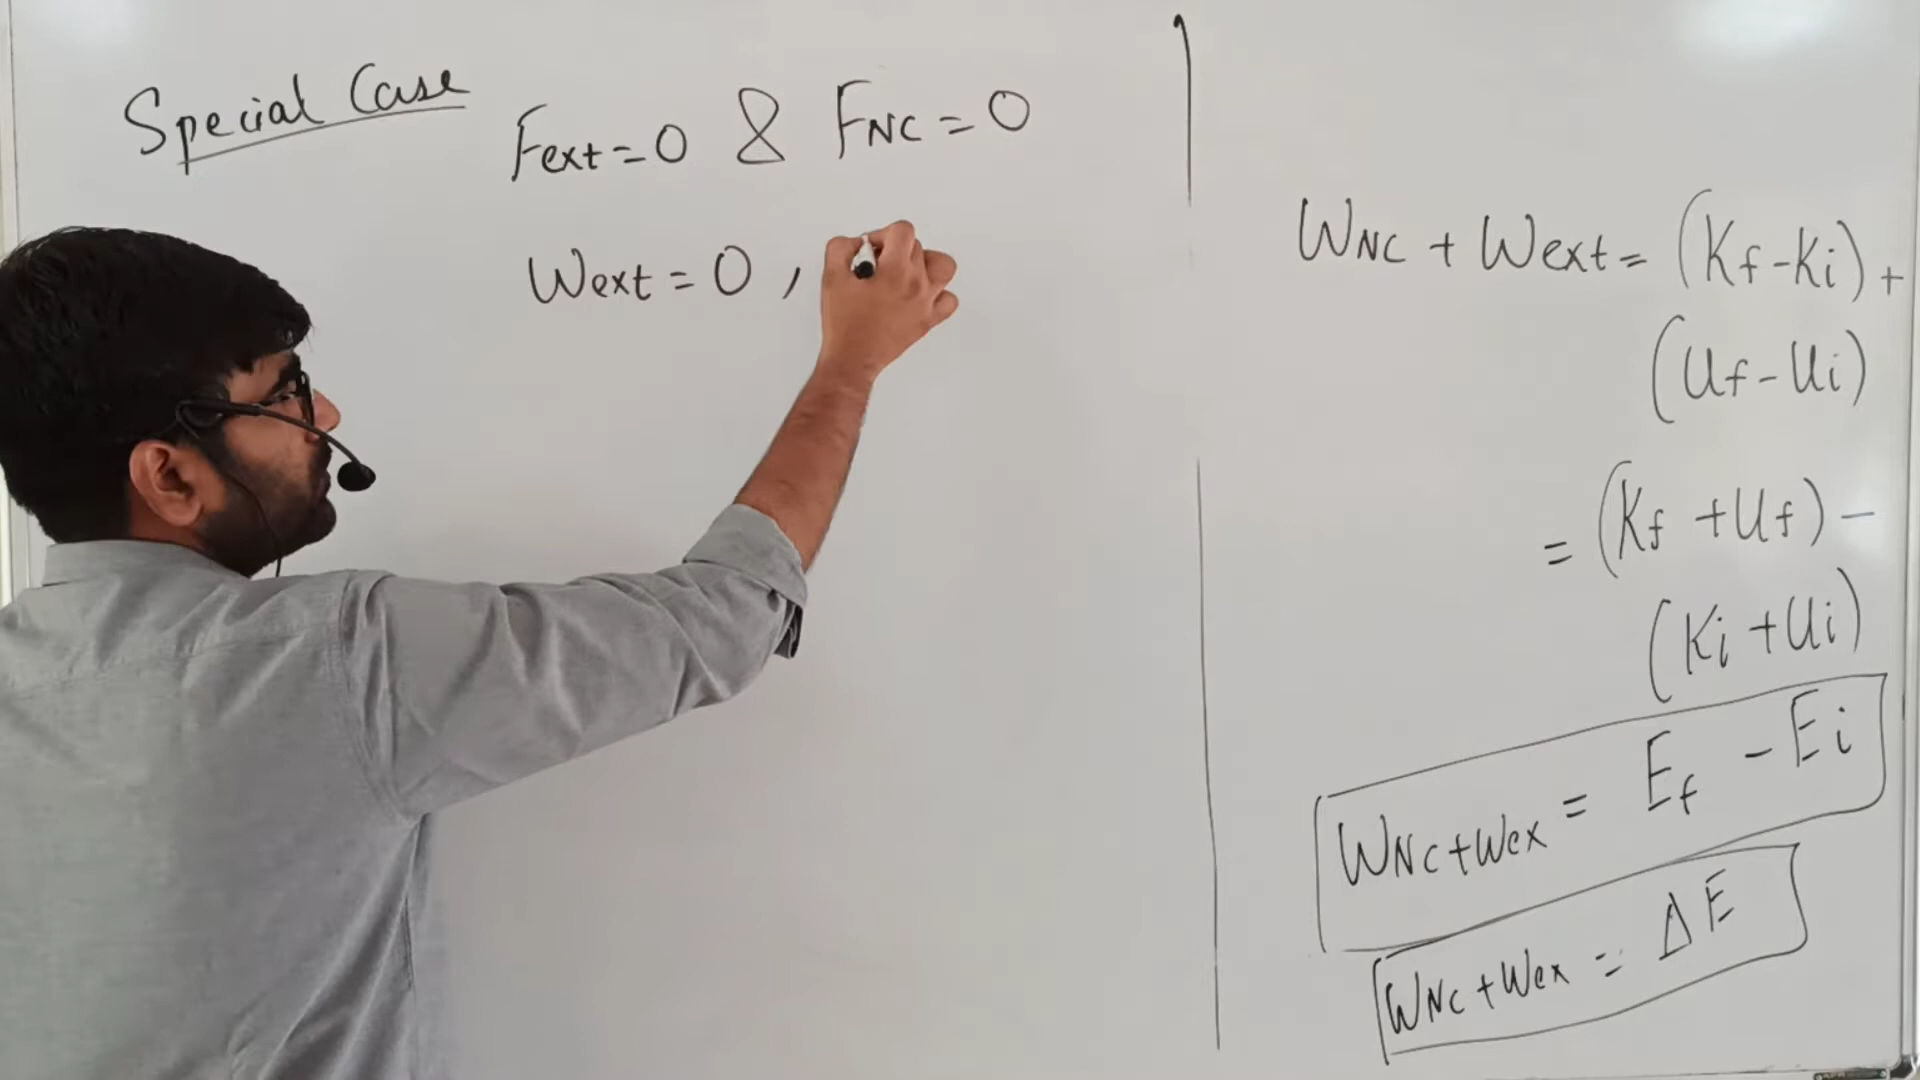 Special Case
Fext = 0 & FNC = 0
Wext = 0 ,
WNC + Wext = (Kf - Ki) +
(Uf - Ui)
= (Kf + Uf) -
(Ki + Ui)
WNC + Wex = Ef - Ei
WNC + Wex = ΔE